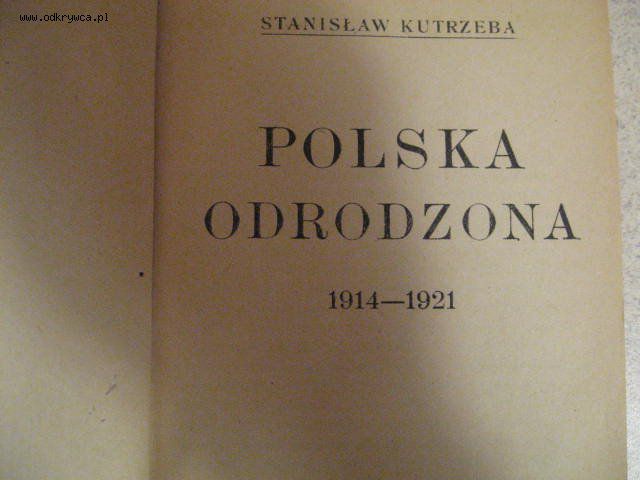 www.odkrywca.pl
STANISŁAW KUTRZEBA
POLSKA
ODRODZONA
1914—1921